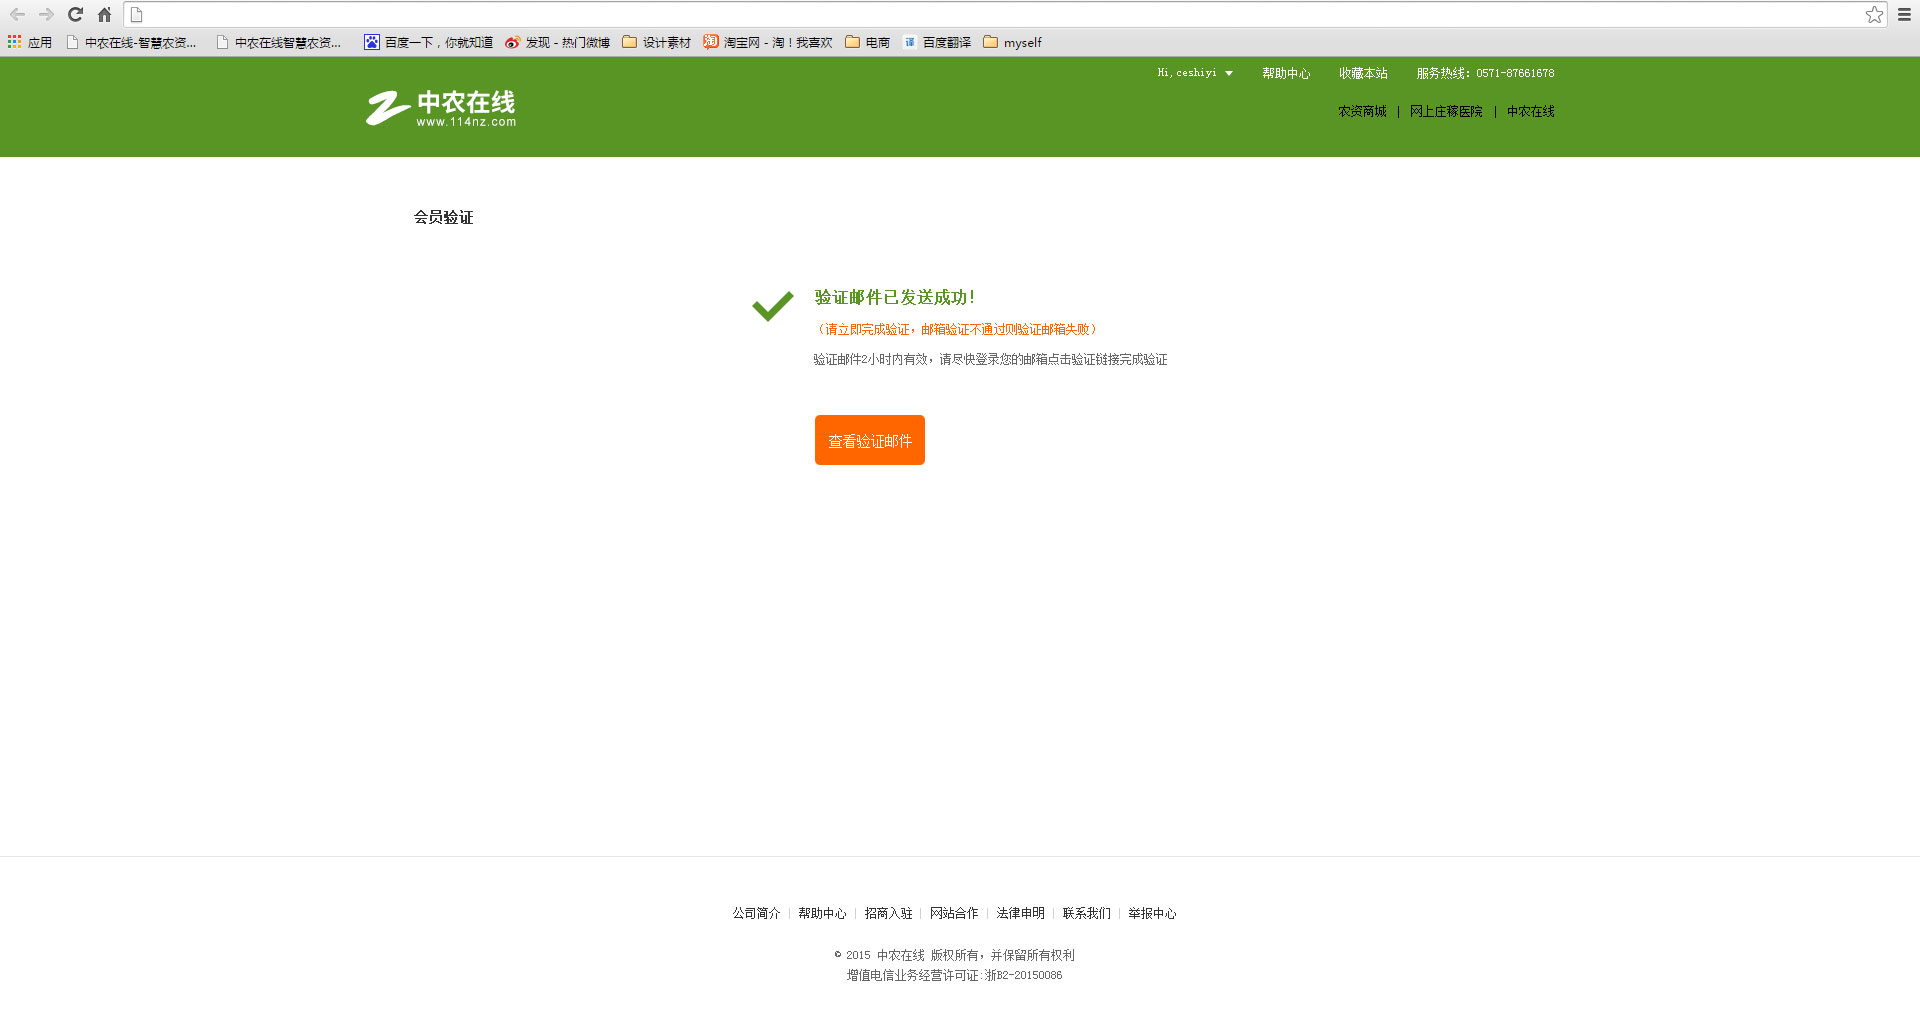 应用 中农在线-智慧农资... 中农在线智慧农资... 百度一下，你就知道 发现 - 热门微博 设计素材 淘宝网 - 淘！我喜欢 电商 百度翻译 myself
Hi,ceshiyi 帮助中心 收藏本站 服务热线：0571-87661678
中农在线
www.114nz.com
农资商城 | 网上庄稼医院 | 中农在线
会员验证
验证邮件已发送成功！
（请立即完成验证，邮箱验证不通过则验证邮箱失败）
验证邮件2小时内有效，请尽快登录您的邮箱点击验证链接完成验证
查看验证邮件
公司简介 | 帮助中心 | 招商入驻 | 网站合作 | 法律申明 | 联系我们 | 举报中心
© 2015 中农在线 版权所有，并保留所有权利
增值电信业务经营许可证:浙B2-20150086